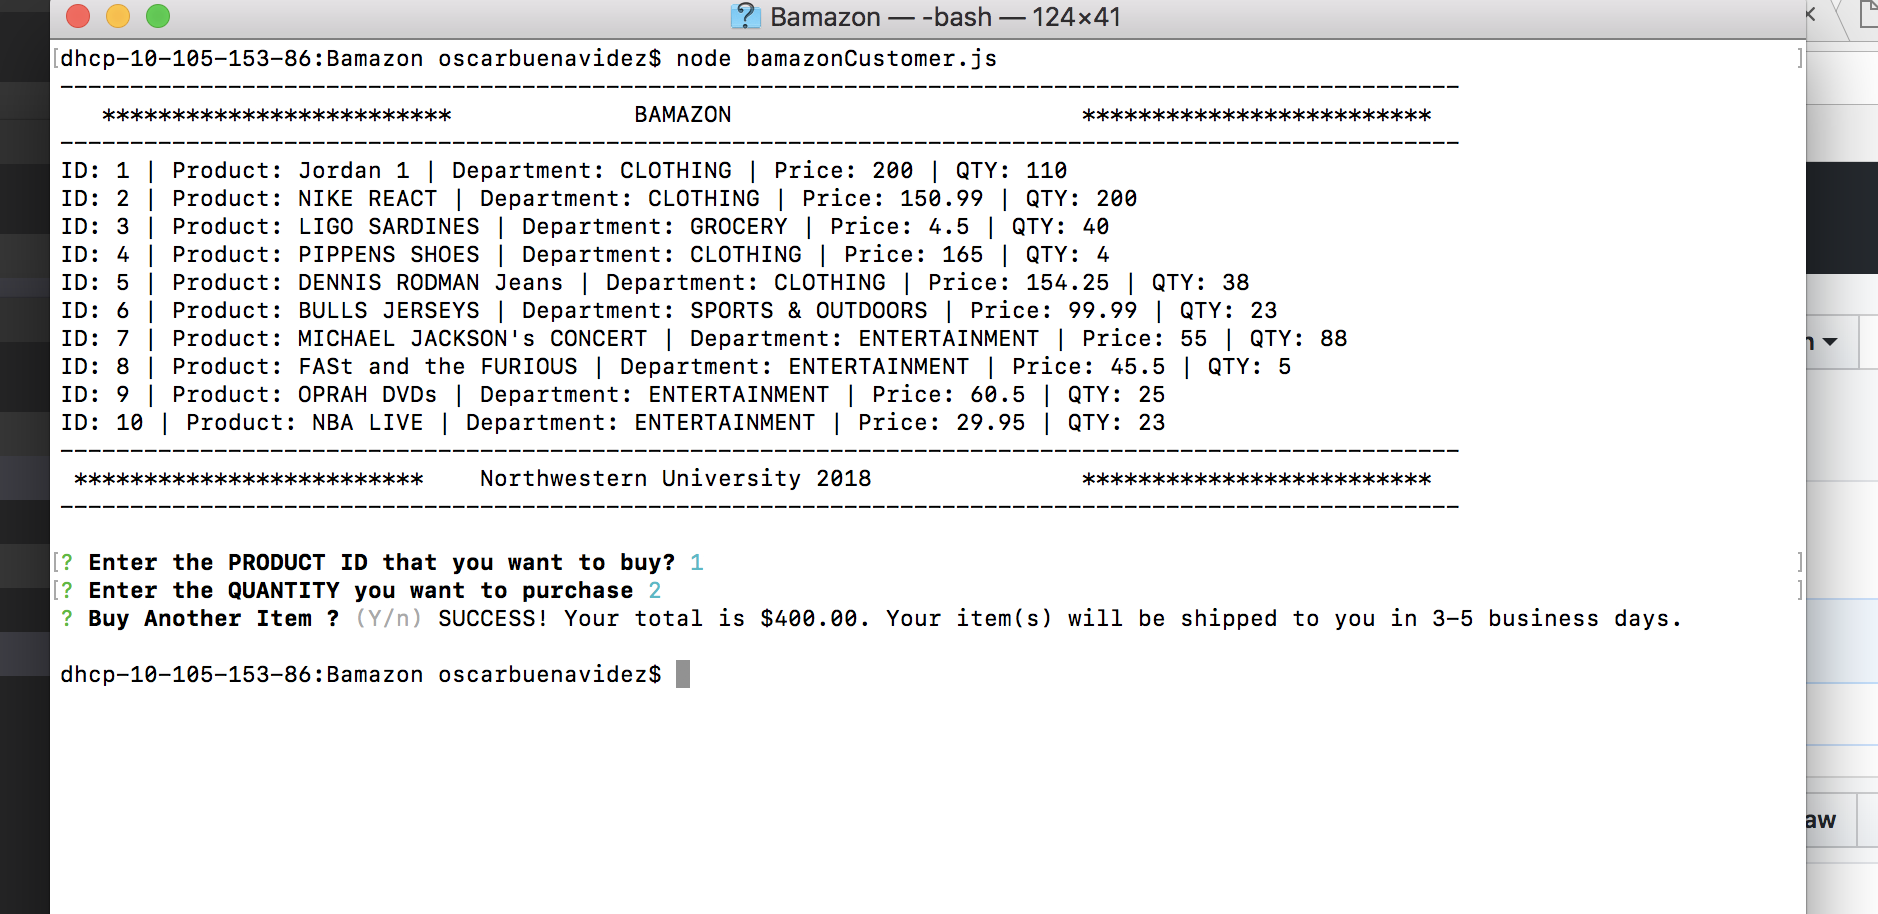 Bamazon — -bash — 124×41
dhcp-10-105-153-86:Bamazon oscarbuenavidez$ node bamazonCustomer.js
----------------------------------------------------------------------------------------------------
************************* BAMAZON *************************
----------------------------------------------------------------------------------------------------
ID: 1 | Product: Jordan 1 | Department: CLOTHING | Price: 200 | QTY: 110
ID: 2 | Product: NIKE REACT | Department: CLOTHING | Price: 150.99 | QTY: 200
ID: 3 | Product: LIGO SARDINES | Department: GROCERY | Price: 4.5 | QTY: 40
ID: 4 | Product: PIPPENS SHOES | Department: CLOTHING | Price: 165 | QTY: 4
ID: 5 | Product: DENNIS RODMAN Jeans | Department: CLOTHING | Price: 154.25 | QTY: 38
ID: 6 | Product: BULLS JERSEYS | Department: SPORTS & OUTDOORS | Price: 99.99 | QTY: 23
ID: 7 | Product: MICHAEL JACKSON's CONCERT | Department: ENTERTAINMENT | Price: 55 | QTY: 88
ID: 8 | Product: FASt and the FURIOUS | Department: ENTERTAINMENT | Price: 45.5 | QTY: 5
ID: 9 | Product: OPRAH DVDs | Department: ENTERTAINMENT | Price: 60.5 | QTY: 25
ID: 10 | Product: NBA LIVE | Department: ENTERTAINMENT | Price: 29.95 | QTY: 23
----------------------------------------------------------------------------------------------------
************************* Northwestern University 2018 *************************
----------------------------------------------------------------------------------------------------
? Enter the PRODUCT ID that you want to buy? 1
? Enter the QUANTITY you want to purchase 2
? Buy Another Item ? (Y/n) SUCCESS! Your total is $400.00. Your item(s) will be shipped to you in 3-5 business days.
dhcp-10-105-153-86:Bamazon oscarbuenavidez$